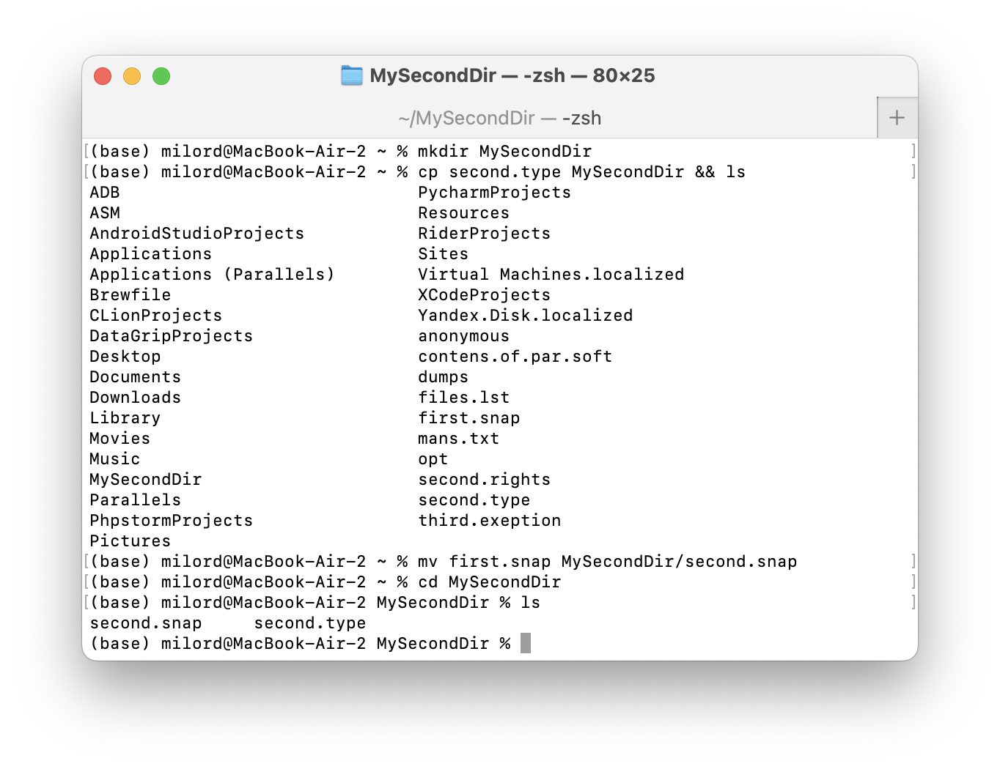 MySecondDir — -zsh — 80×25
~/MySecondDir — -zsh
[(base) milord@MacBook-Air-2 ~ % mkdir MySecondDir ]
[(base) milord@MacBook-Air-2 ~ % cp second.type MySecondDir && ls ]
ADB PycharmProjects
ASM Resources
AndroidStudioProjects RiderProjects
Applications Sites
Applications (Parallels) Virtual Machines.localized
Brewfile XCodeProjects
CLionProjects Yandex.Disk.localized
DataGripProjects anonymous
Desktop contens.of.par.soft
Documents dumps
Downloads files.lst
Library first.snap
Movies mans.txt
Music opt
MySecondDir second.rights
Parallels second.type
PhpstormProjects third.exeption
Pictures
[(base) milord@MacBook-Air-2 ~ % mv first.snap MySecondDir/second.snap ]
[(base) milord@MacBook-Air-2 ~ % cd MySecondDir ]
[(base) milord@MacBook-Air-2 MySecondDir % ls ]
second.snap second.type
(base) milord@MacBook-Air-2 MySecondDir %